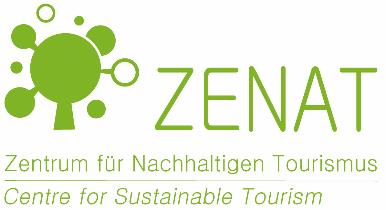 ZENAT
Zentrum für Nachhaltigen Tourismus
Centre for Sustainable Tourism